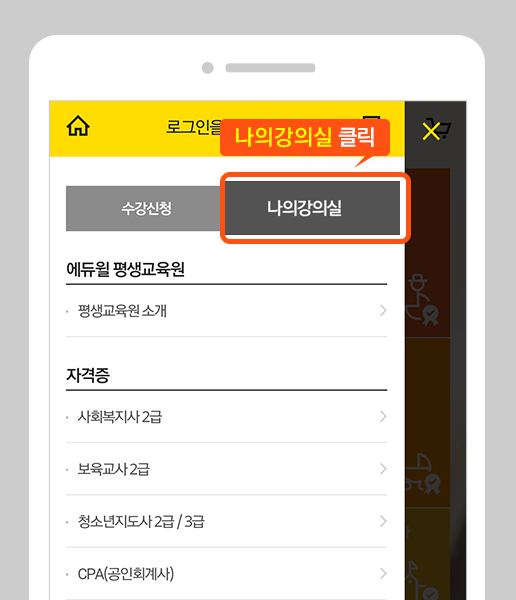 로그인을
나의강의실 클릭
수강신청
나의강의실
에듀윌 평생교육원
· 평생교육원 소개
자격증
· 사회복지사 2급
· 보육교사 2급
· 청소년지도사 2급 / 3급
· CPA(공인회계사)